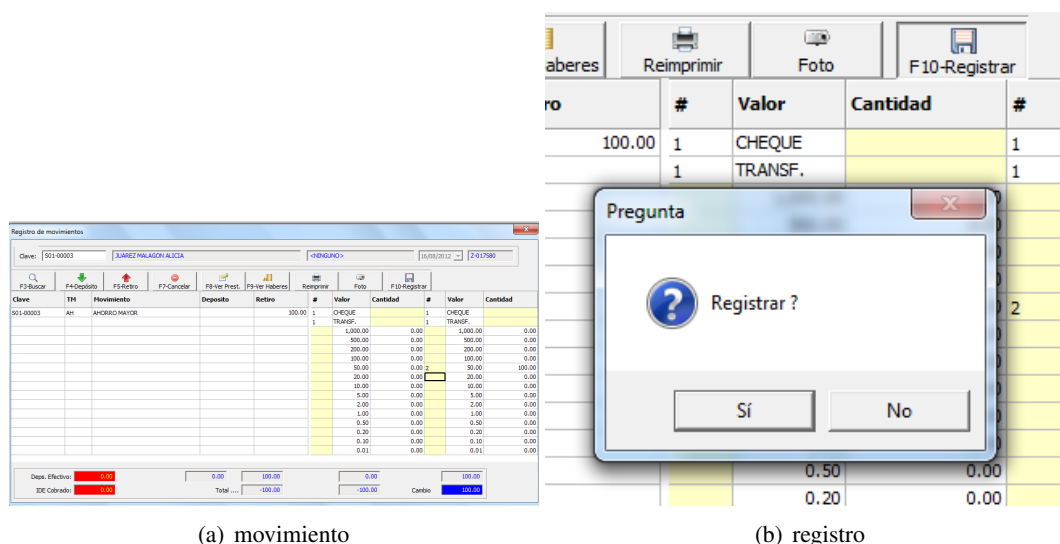 Registro de movimientos
Clave: S01-00003 JUAREZ MALAGON ALICIA <NINGUNO> 16/08/2012 Z-017580
F3-Buscar F4-Depósito F5-Retiro F7-Cancelar F8-Ver Prest. F9-Ver Haberes Reimprimir Foto F10-Registrar
Clave TM Movimiento Deposito Retiro # Valor Cantidad # Valor Cantidad
S01-00003 AH AHORRO MAYOR 100.00 1 CHEQUE 1 CHEQUE
1 TRANSF. 1 TRANSF.
1,000.00 0.00 1,000.00 0.00
500.00 0.00 500.00 0.00
200.00 0.00 200.00 0.00
100.00 0.00 100.00 0.00
50.00 0.00 2 50.00 100.00
20.00 0.00 20.00 0.00
10.00 0.00 10.00 0.00
5.00 0.00 5.00 0.00
2.00 0.00 2.00 0.00
1.00 0.00 1.00 0.00
0.50 0.00 0.50 0.00
0.20 0.00 0.20 0.00
0.10 0.00 0.10 0.00
0.01 0.00 0.01 0.00
Deps. Efectivo: 0.00 0.00 100.00 0.00 100.00
IDE Cobrado: 0.00 Total .... -100.00 -100.00 Cambio 100.00
(a) movimiento
aberes Reimprimir Foto F10-Registrar
ro # Valor Cantidad #
100.00 1 CHEQUE 1
1 TRANSF. 1
Pregunta
2
Registrar ?
Sí No
0.50 0.00
0.20 0.00
(b) registro